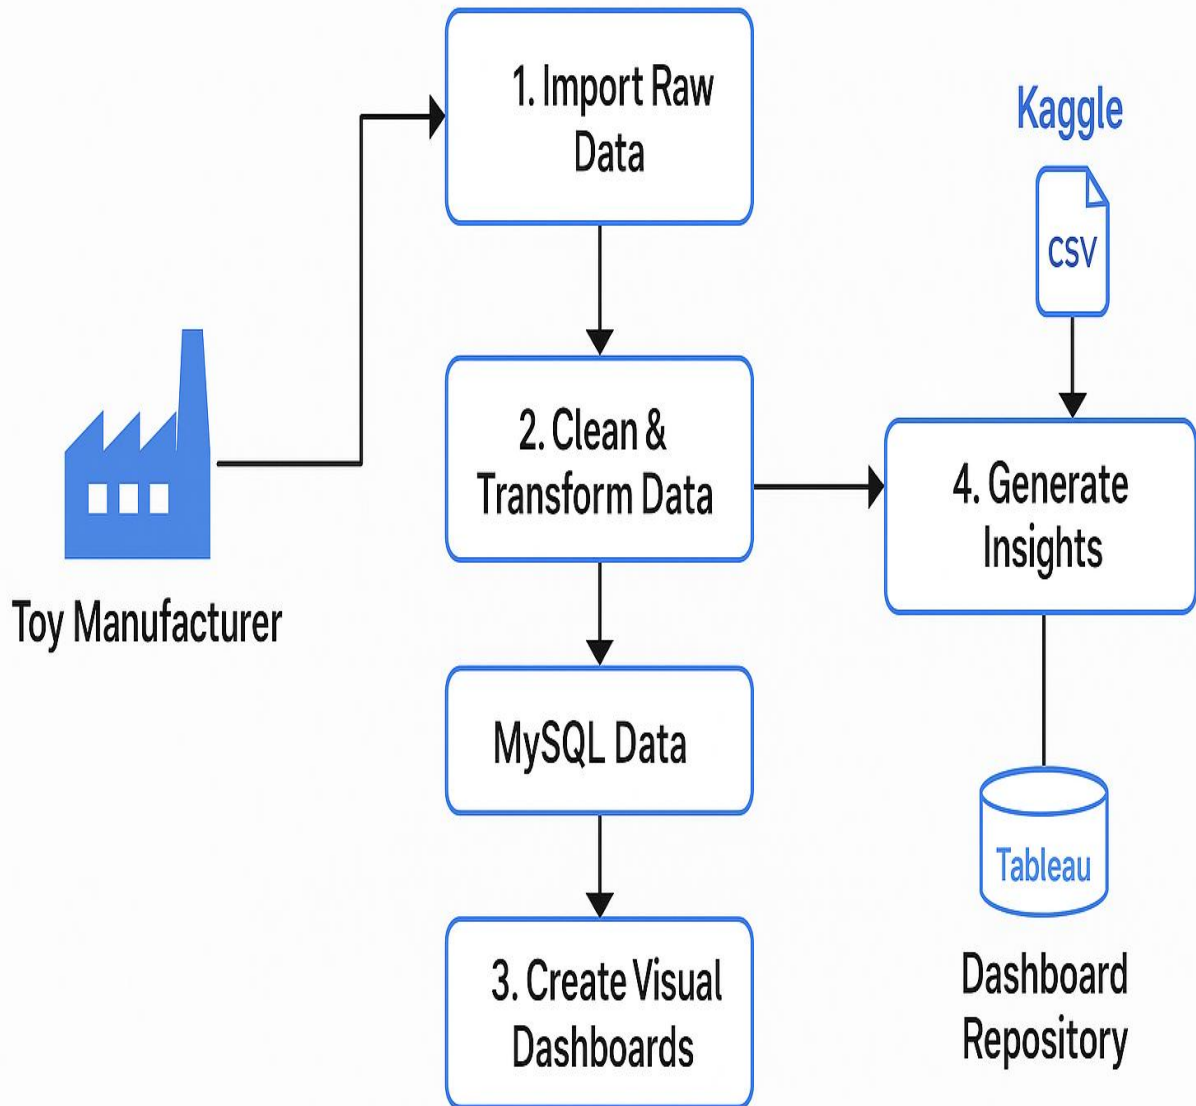 1. Import Raw
Data
Kaggle
CSV
2. Clean &
Transform Data
4. Generate
Insights
Toy Manufacturer
MySQL Data
Tableau
3. Create Visual
Dashboards
Dashboard
Repository